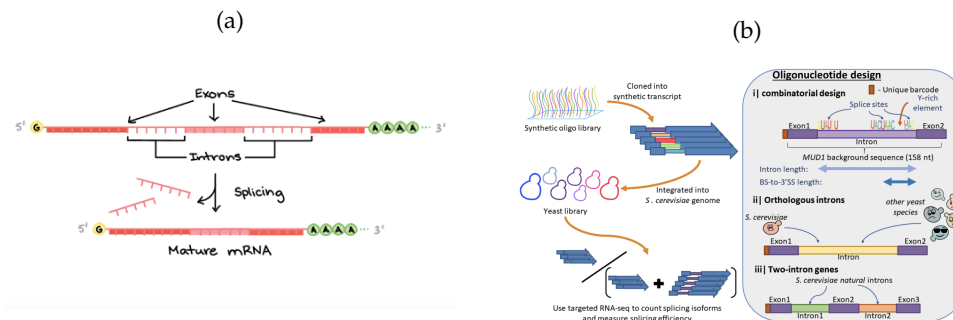 (a)
Exons
5' G A A A A ... 3'
Introns
Splicing
5' G A A A A ... 3'
Mature mRNA
(b)
Synthetic oligo library
Cloned into
synthetic transcript
Integrated into
S. cerevisiae genome
Yeast library
+
Use targeted RNA-seq to count splicing isoforms
and measure splicing efficiency
Oligonucleotide design
- Unique barcode
i| combinatorial design
Y-rich
element
Splice sites
Exon1
Exon2
Intron
MUD1 background sequence (158 nt)
Intron length:
BS-to-3'SS length:
ii| Orthologous introns
S. cerevisiae
other yeast
species
Exon1
Exon2
Intron
iii| Two-intron genes
S. cerevisiae natural introns
Exon1
Exon2
Exon3
Intron1
Intron2